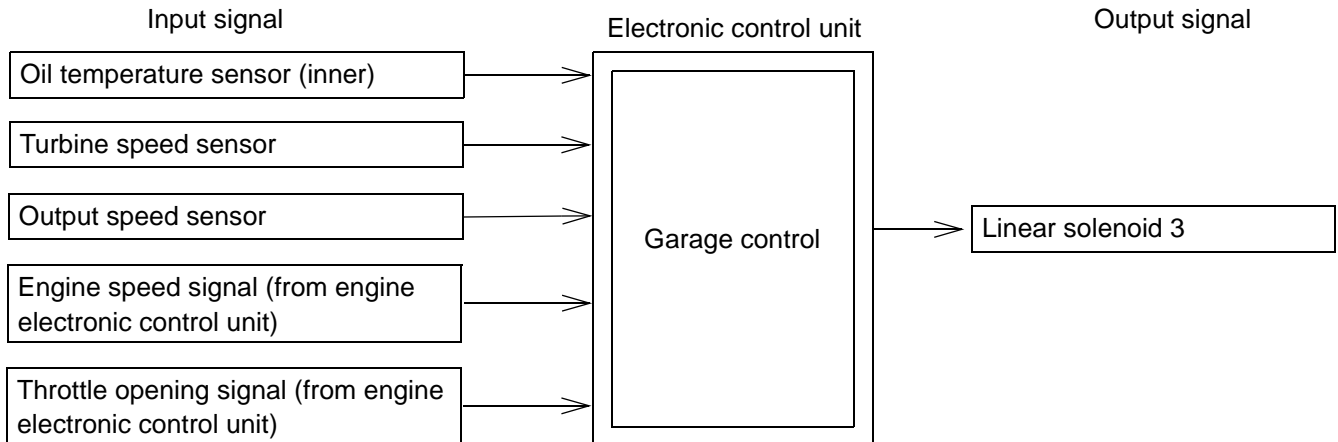 Input signal
Electronic control unit
Output signal
Oil temperature sensor (inner)
Turbine speed sensor
Output speed sensor
Engine speed signal (from engine
electronic control unit)
Throttle opening signal (from engine
electronic control unit)
Garage control
Linear solenoid 3